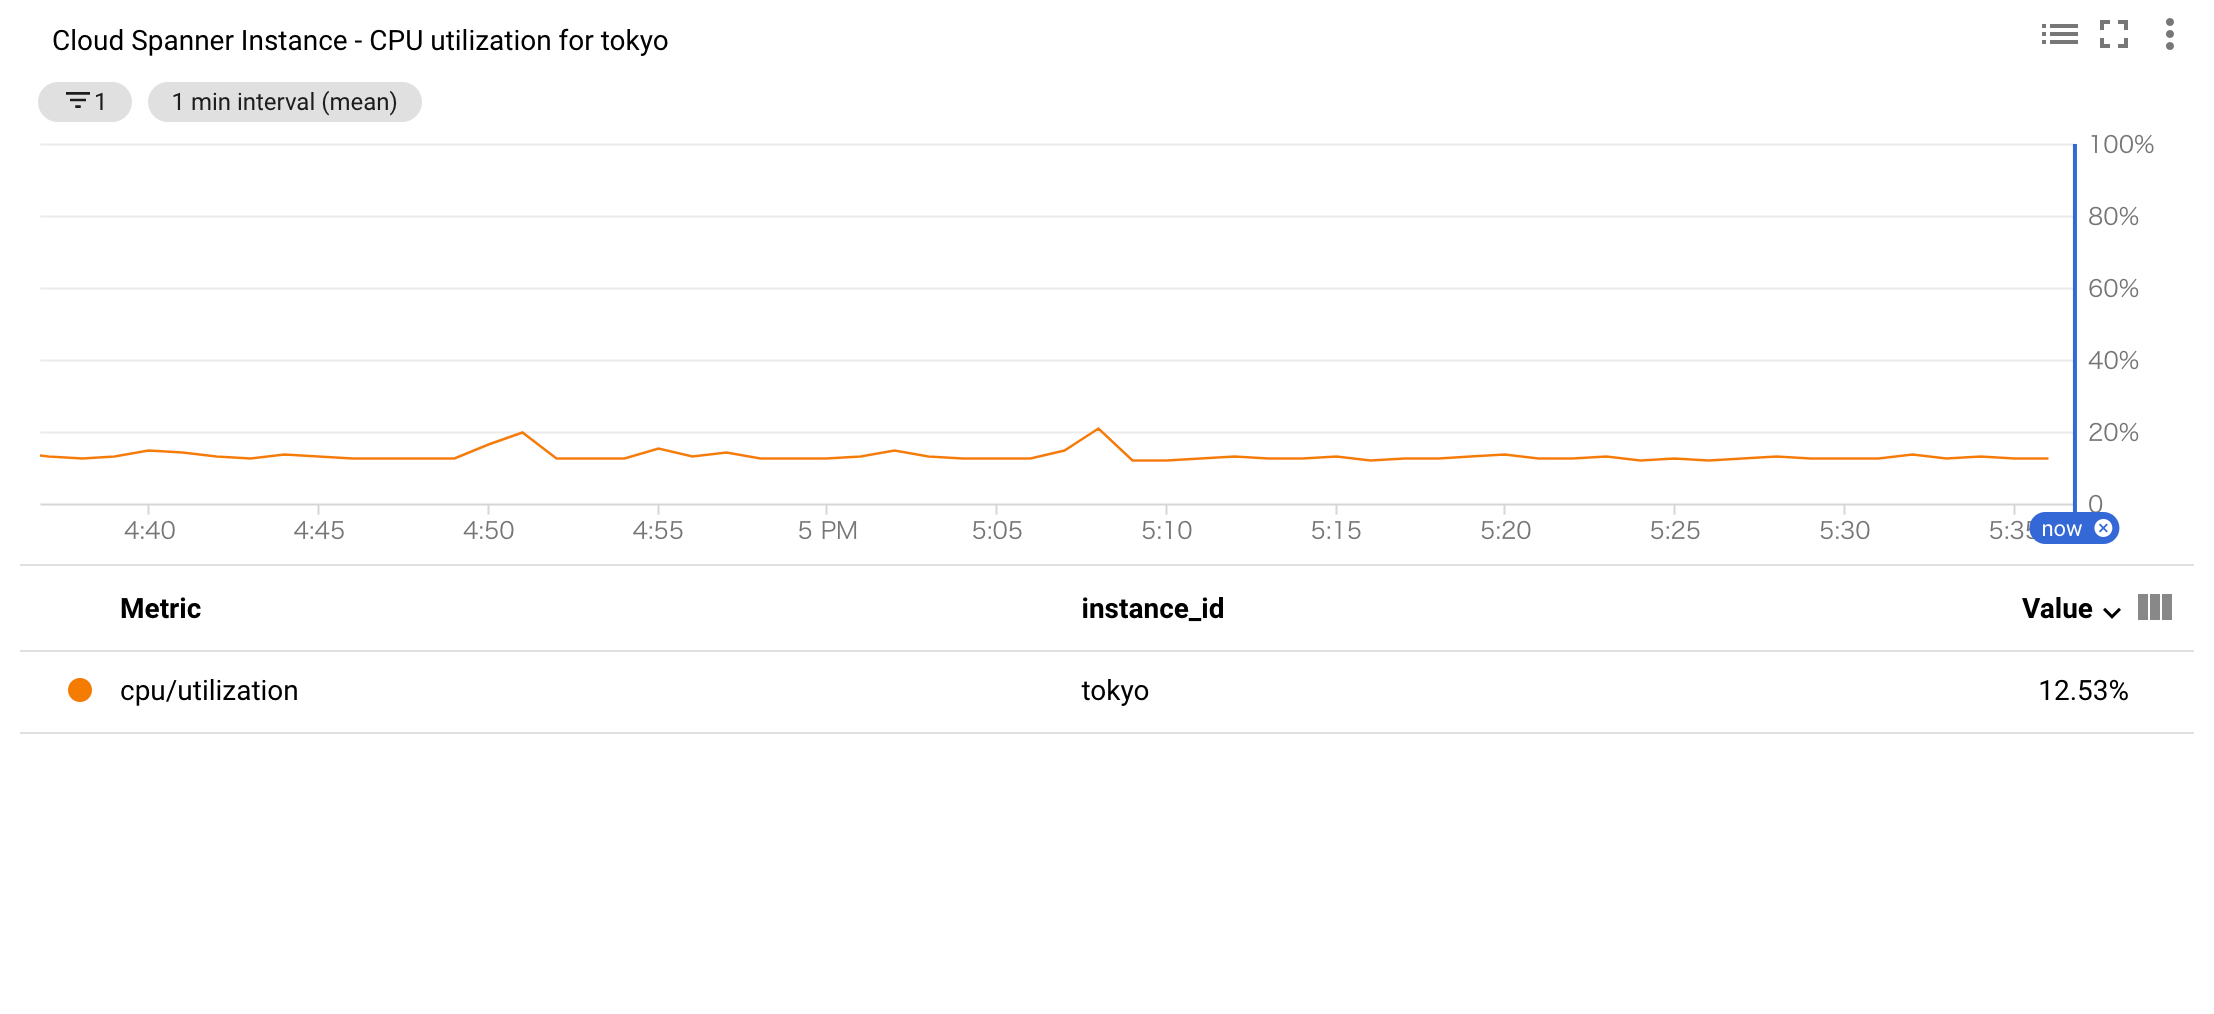 Cloud Spanner Instance - CPU utilization for tokyo
1
1 min interval (mean)
100%
80%
60%
40%
20%
0
4:40 4:45 4:50 4:55 5 PM 5:05 5:10 5:15 5:20 5:25 5:30 5:35
now
Metric instance_id Value
cpu/utilization tokyo 12.53%